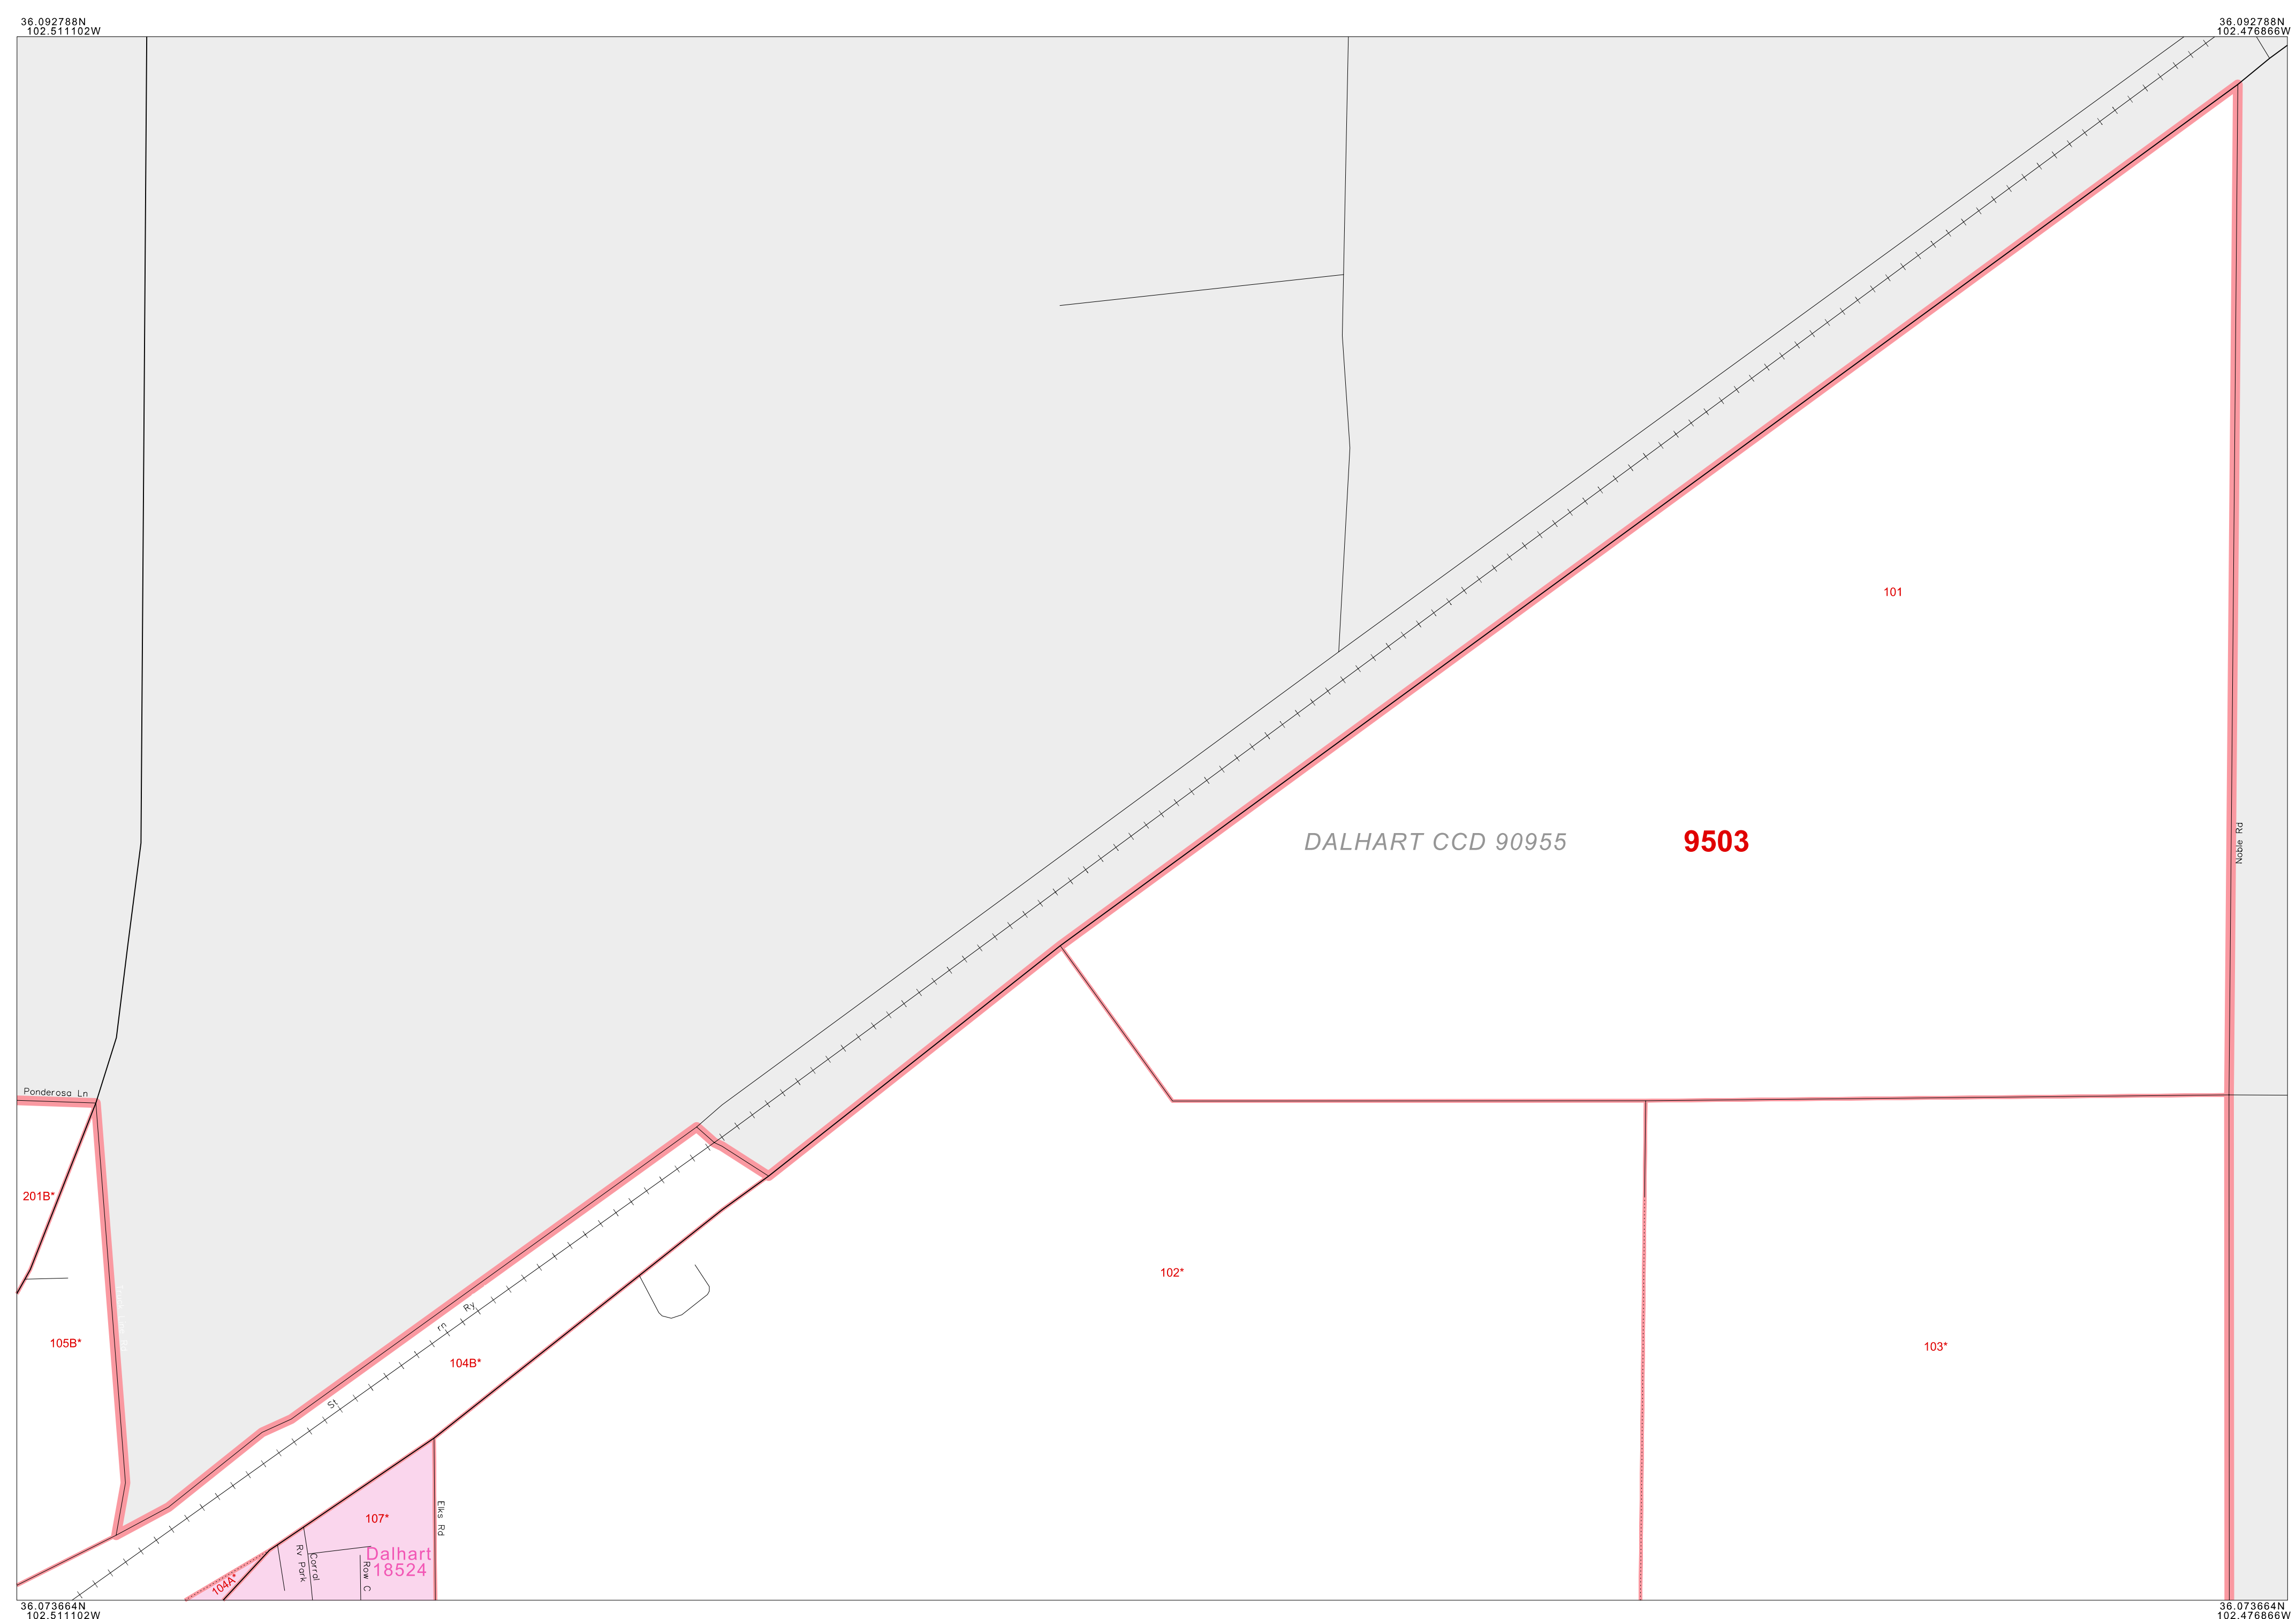 36.092788N
102.511102W
36.092788N
102.476866W
101
DALHART CCD 90955
9503
Noble Rd
Ponderosa Ln
201B*
102*
Ry
rn
105B*
103*
104B*
St
107*
Elks Rd
Dalhart
18524
Rv Park
Corral
Row C
104A*
36.073664N
102.511102W
36.073664N
102.476866W